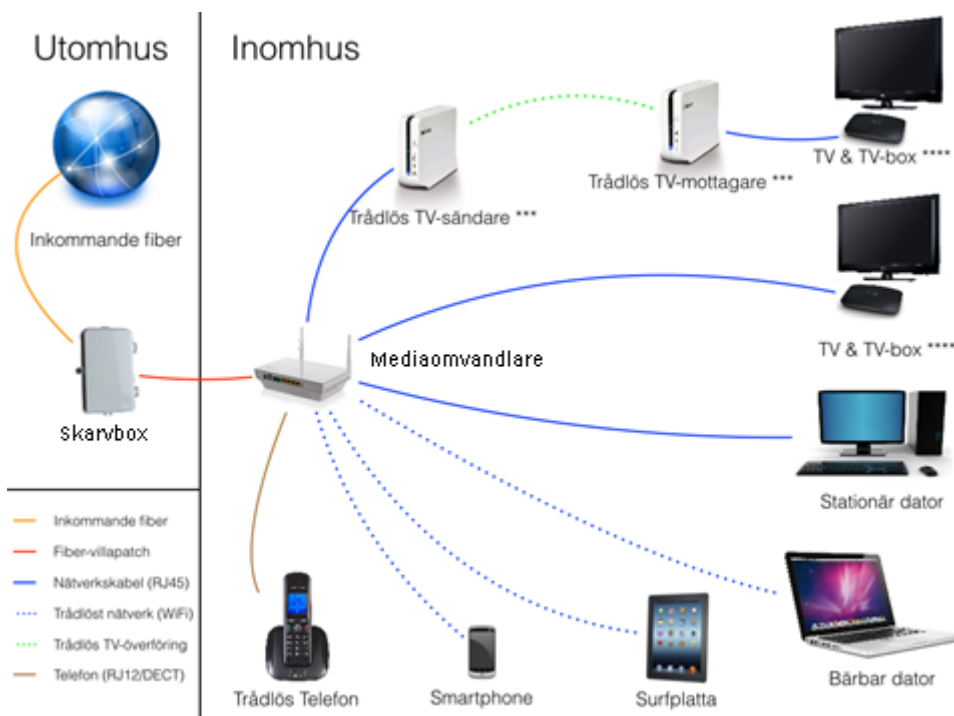 Utomhus
Inomhus
Inkommande fiber
Skarvbox
Trådlös TV-sändare ***
Trådlös TV-mottagare ***
TV & TV-box ****
TV & TV-box ****
Mediaomvandlare
Stationär dator
Bärbar dator
Surfplatta
Smartphone
Trådlös Telefon
Inkommande fiber
Fiber-villapatch
Nätverkskabel (RJ45)
Trådlöst nätverk (WiFi)
Trådlös TV-överföring
Telefon (RJ12/DECT)